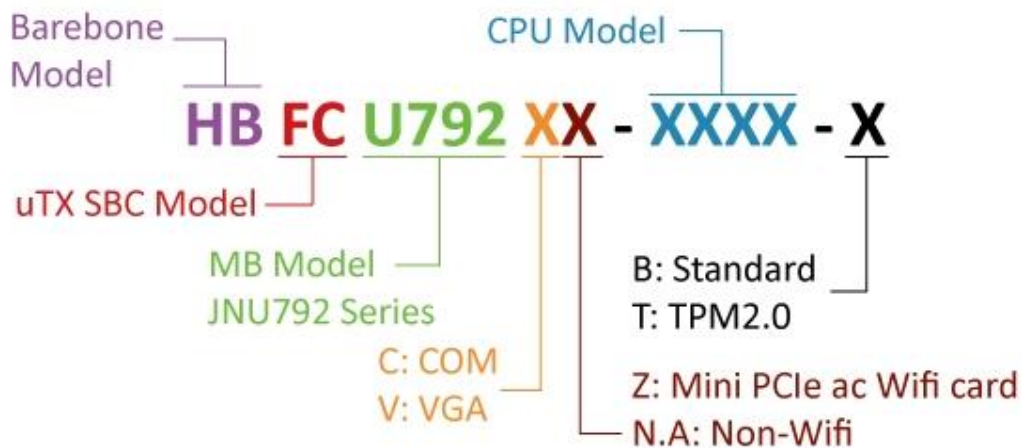 Barebone
Model
CPU Model
HB FC U792 XX - XXXX - X
uTX SBC Model
MB Model
JNU792 Series
B: Standard
T: TPM2.0
C: COM
V: VGA
Z: Mini PCIe ac Wifi card
N.A: Non-Wifi